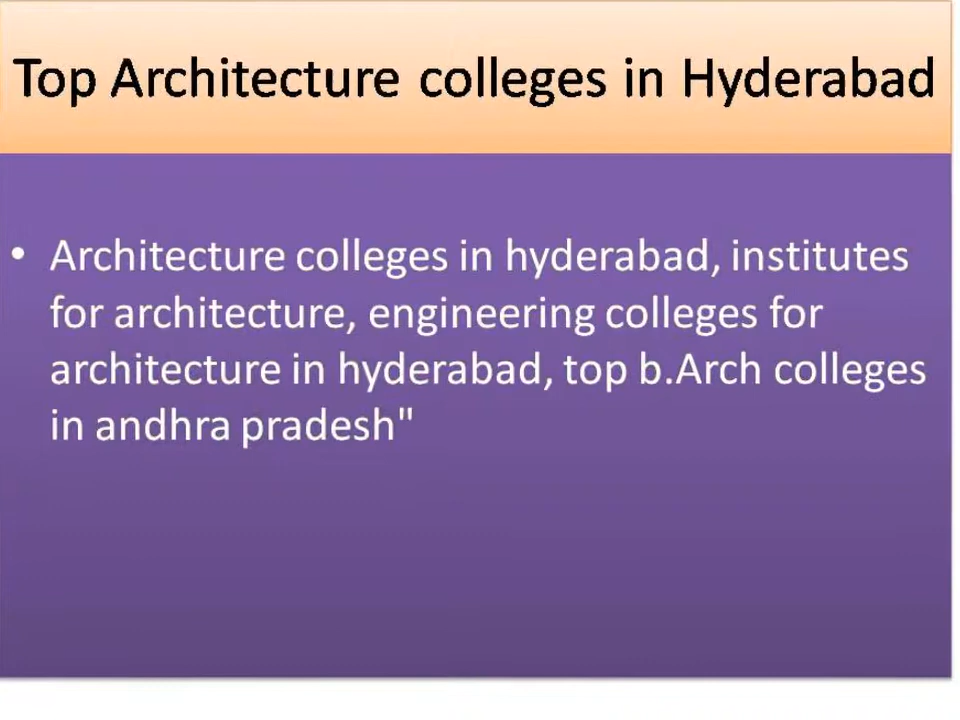 Top Architecture colleges in Hyderabad
• Architecture colleges in hyderabad, institutes
for architecture, engineering colleges for
architecture in hyderabad, top b.Arch colleges
in andhra pradesh"